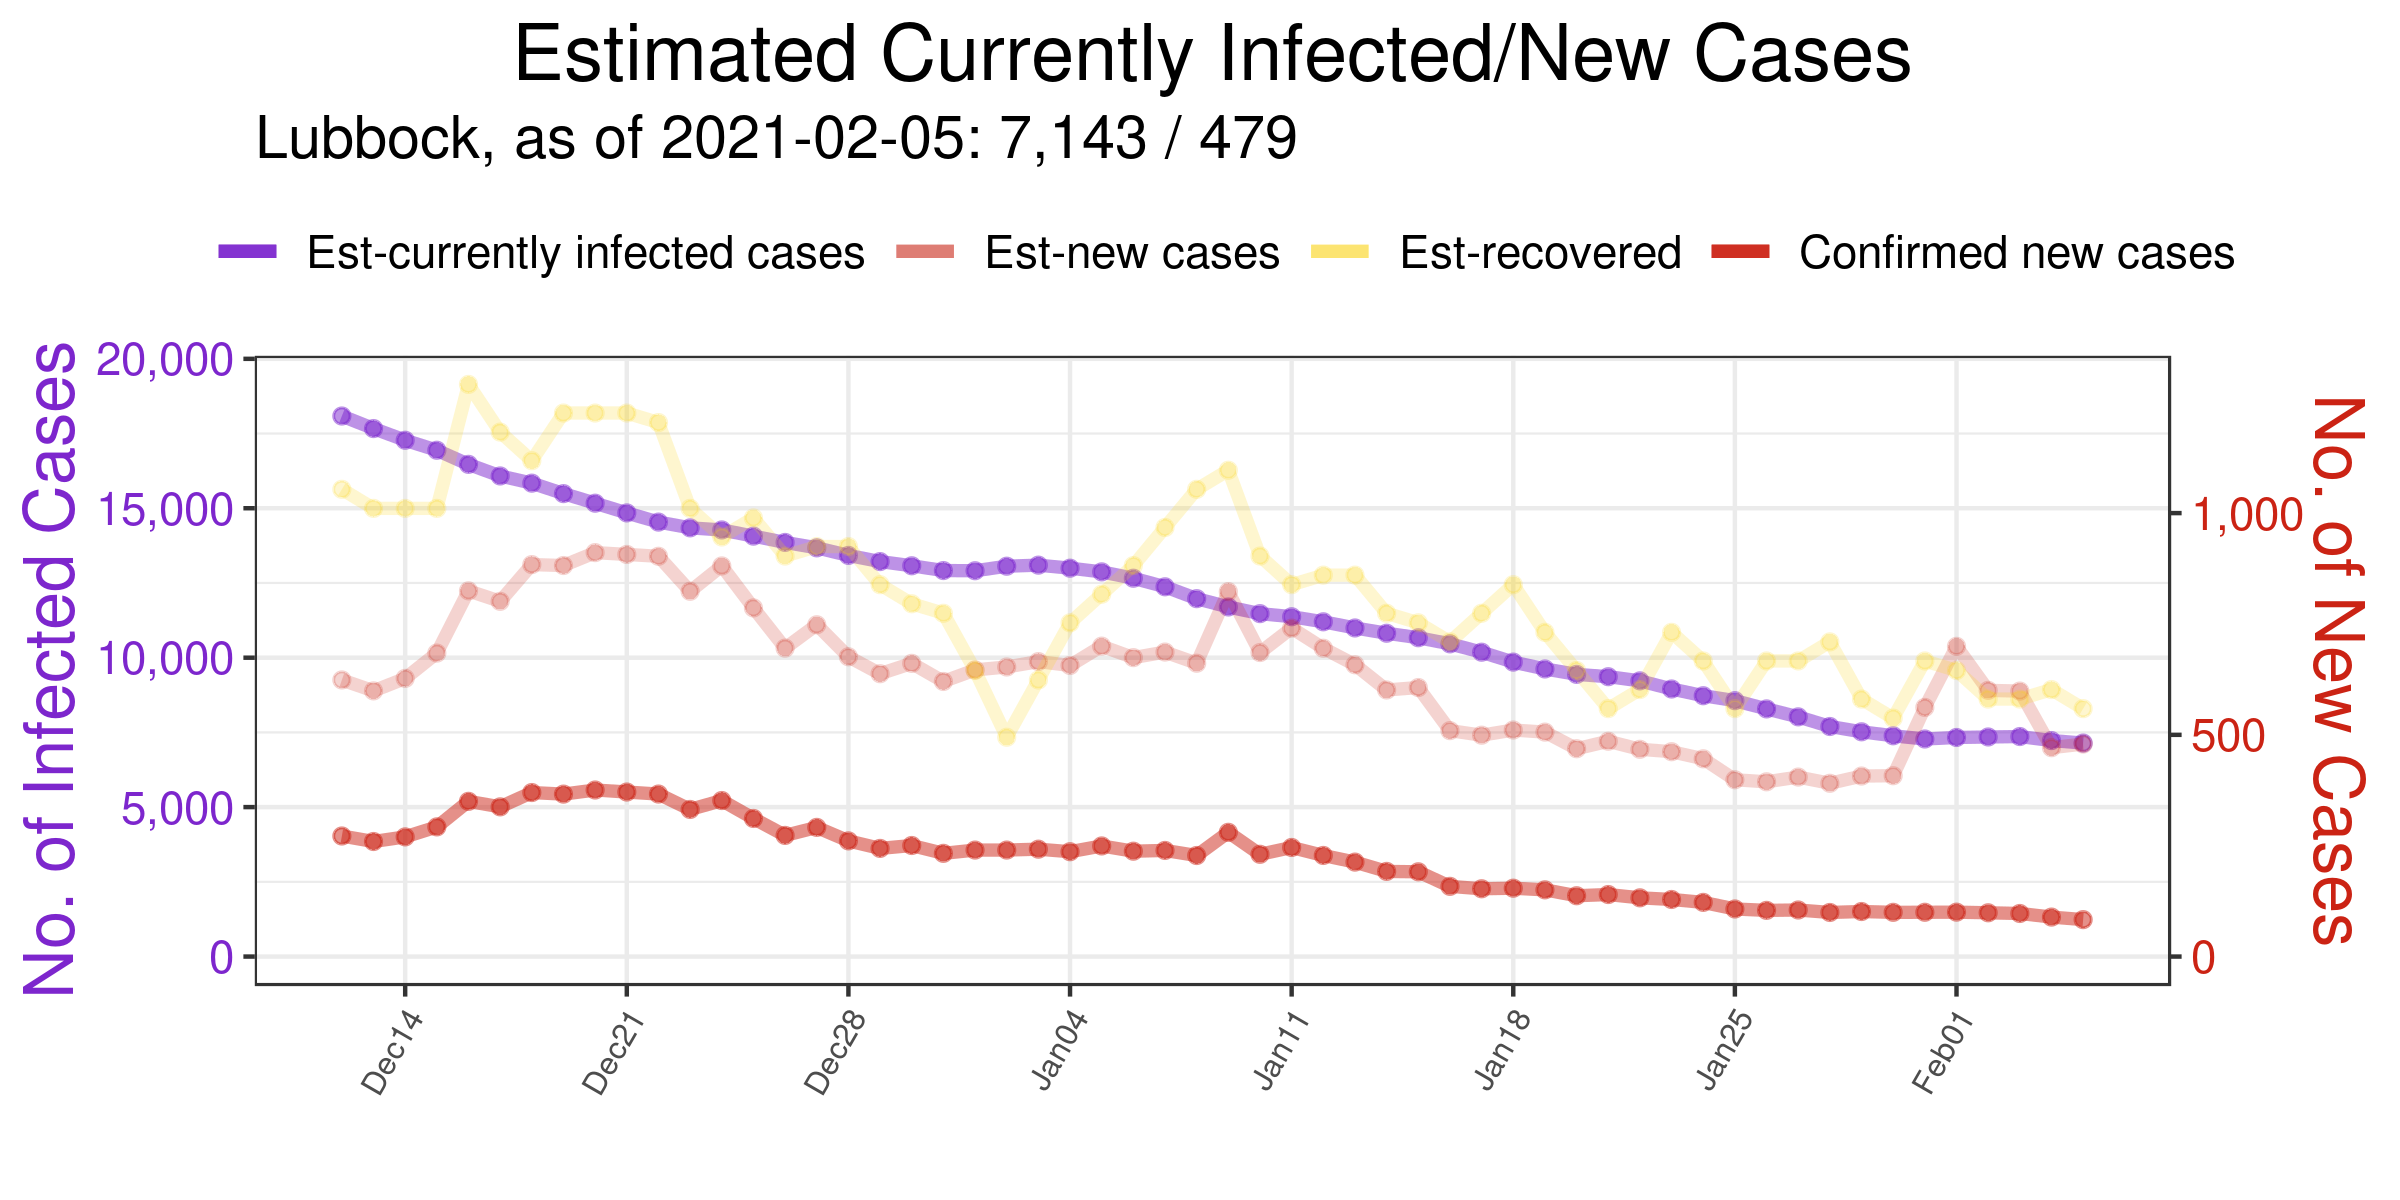 Estimated Currently Infected/New Cases
Lubbock, as of 2021-02-05: 7,143 / 479
Est-currently infected cases Est-new cases Est-recovered Confirmed new cases
No. of Infected Cases
20,000
15,000
10,000
5,000
0
1,000
500
0
No. of New Cases
Dec14 Dec21 Dec28 Jan04 Jan11 Jan18 Jan25 Feb01